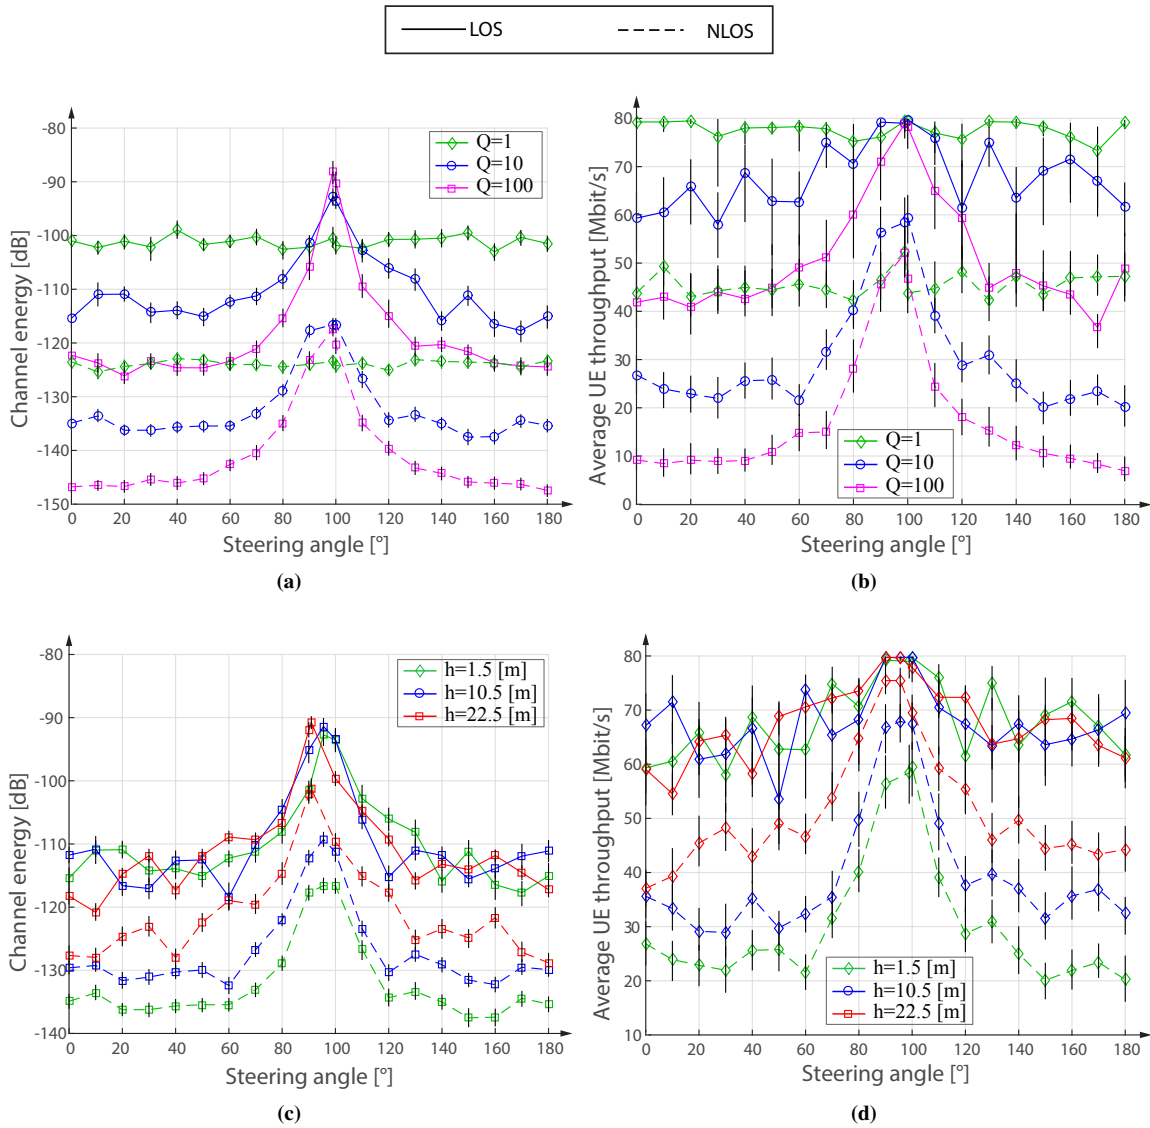 LOS
NLOS
Channel energy [dB]
-80
-90
-100
-110
-120
-130
-140
-150
Q=1
Q=10
Q=100
0 20 40 60 80 100 120 140 160 180
Steering angle [°]
(a)
Average UE throughput [Mbit/s]
80
70
60
50
40
30
20
10
0
Q=1
Q=10
Q=100
0 20 40 60 80 100 120 140 160 180
Steering angle [°]
(b)
Channel energy [dB]
-80
-90
-100
-110
-120
-130
-140
h=1.5 [m]
h=10.5 [m]
h=22.5 [m]
0 20 40 60 80 100 120 140 160 180
Steering angle [°]
(c)
Average UE throughput [Mbit/s]
80
70
60
50
40
30
20
10
h=1.5 [m]
h=10.5 [m]
h=22.5 [m]
0 20 40 60 80 100 120 140 160 180
Steering angle [°]
(d)